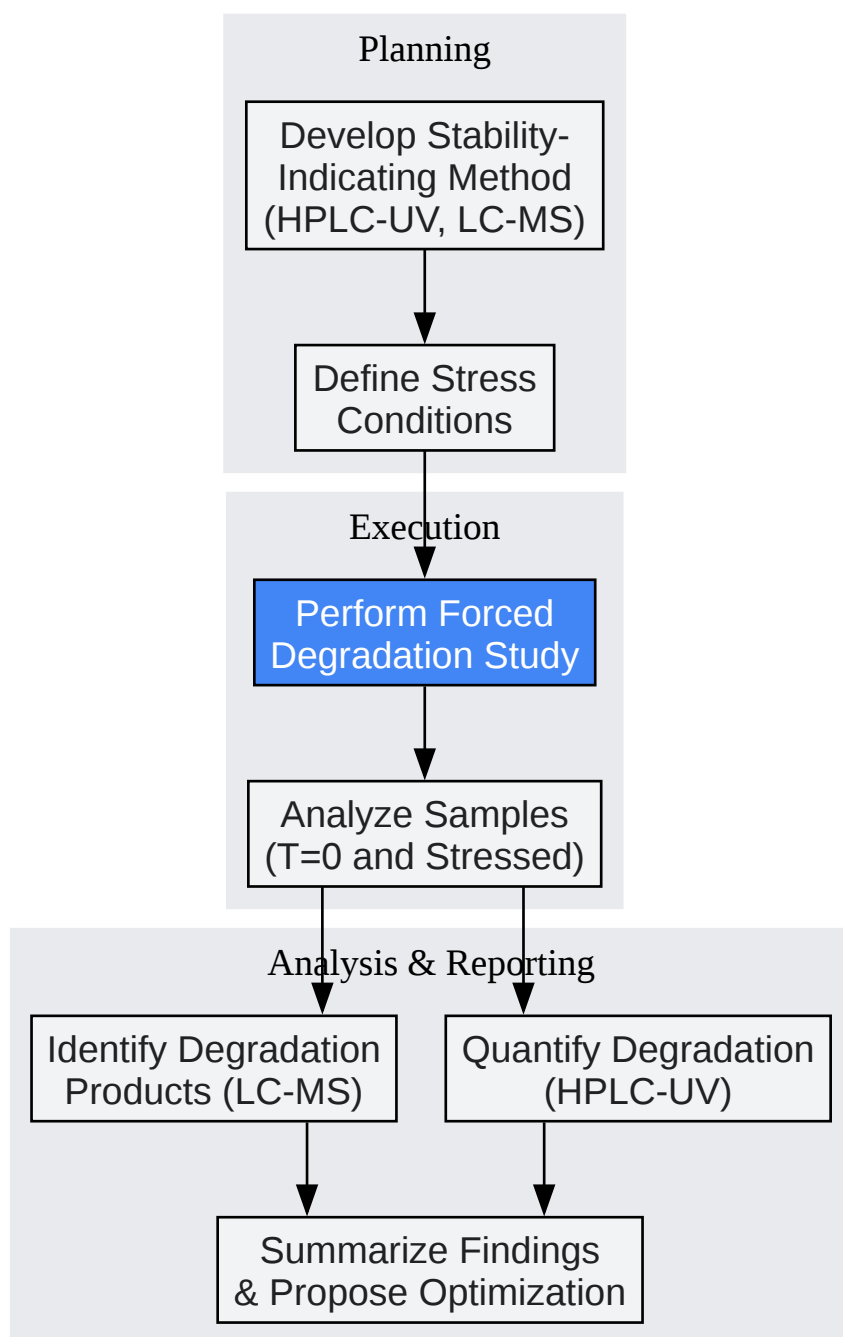 Planning
Develop Stability-
Indicating Method
(HPLC-UV, LC-MS)
Define Stress
Conditions
Execution
Perform Forced
Degradation Study
Analyze Samples
(T=0 and Stressed)
Analysis & Reporting
Identify Degradation
Products (LC-MS)
Quantify Degradation
(HPLC-UV)
Summarize Findings
& Propose Optimization